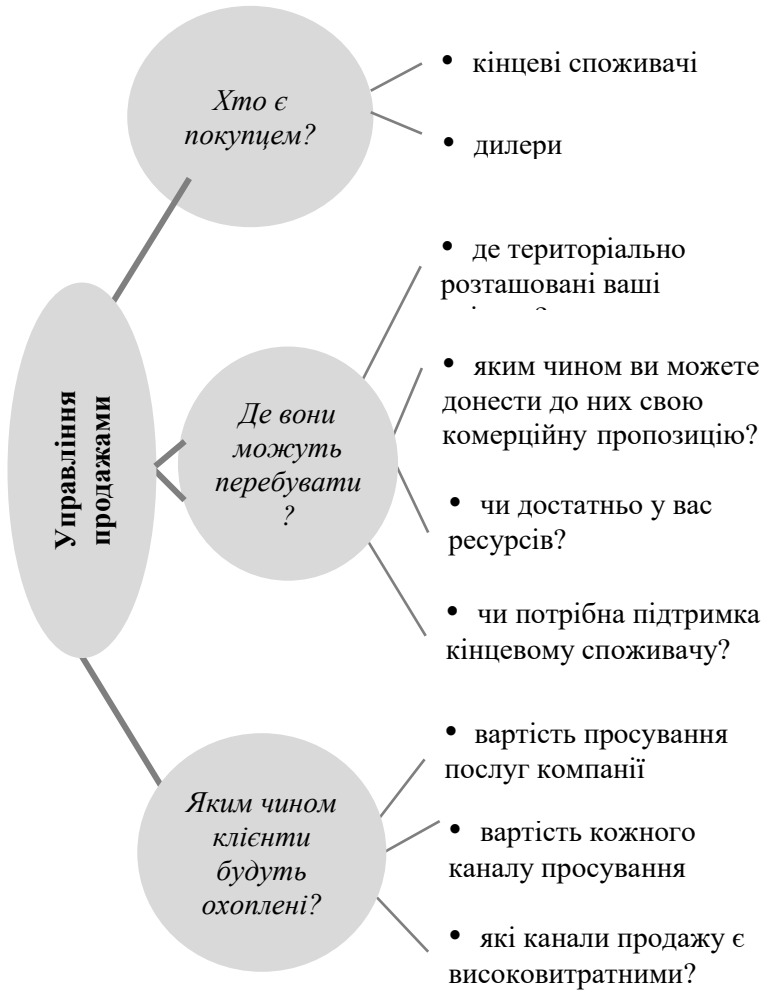 Управління
продажами
Хто є
покупцем?
• кінцеві споживачі
• дилери
Де вони
можуть
перебувати
?
• де територіально
розташовані ваші
• яким чином ви можете
донести до них свою
комерційну пропозицію?
• чи достатньо у вас
ресурсів?
• чи потрібна підтримка
кінцевому споживачу?
Яким чином
клієнти
будуть
охоплені?
• вартість просування
послуг компанії
• вартість кожного
каналу просування
• які канали продажу є
високовитратними?